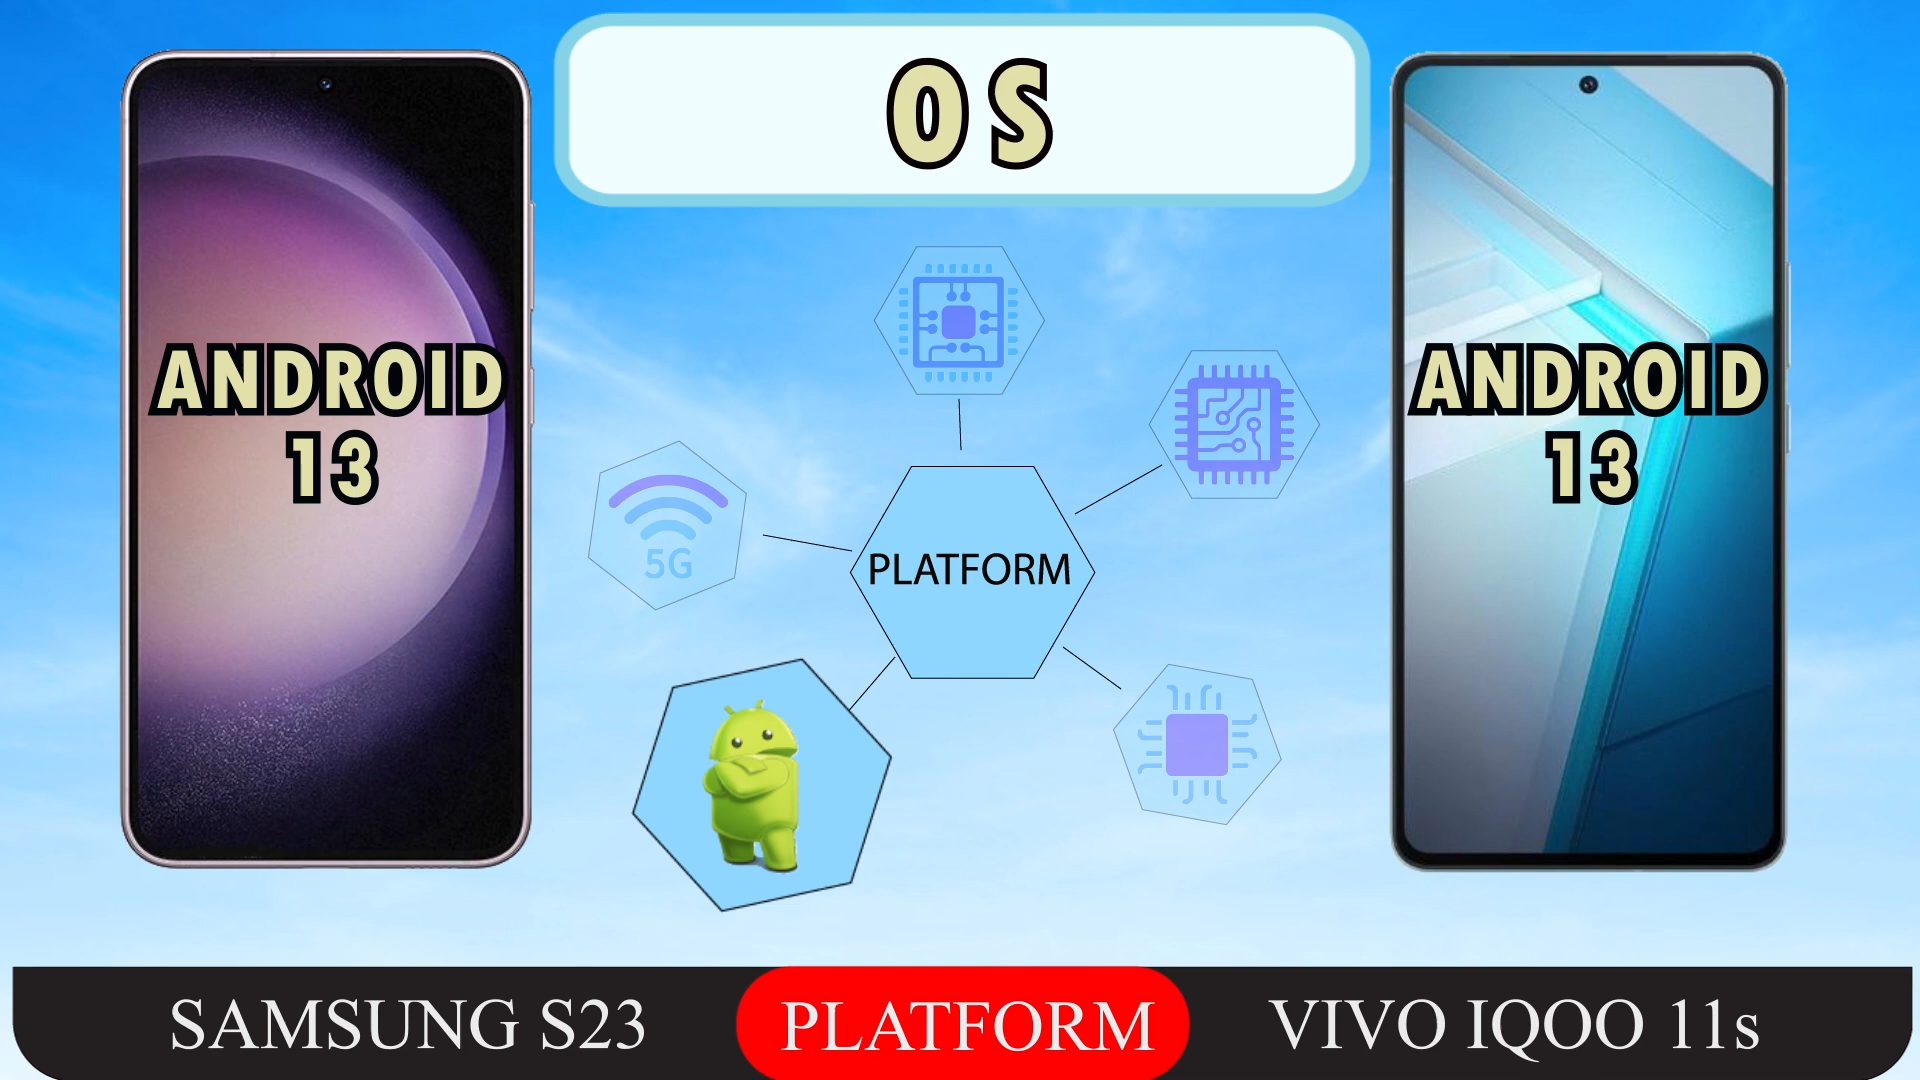 OS
ANDROID
13
ANDROID
13
5G
PLATFORM
SAMSUNG S23
PLATFORM
VIVO IQOO 11s